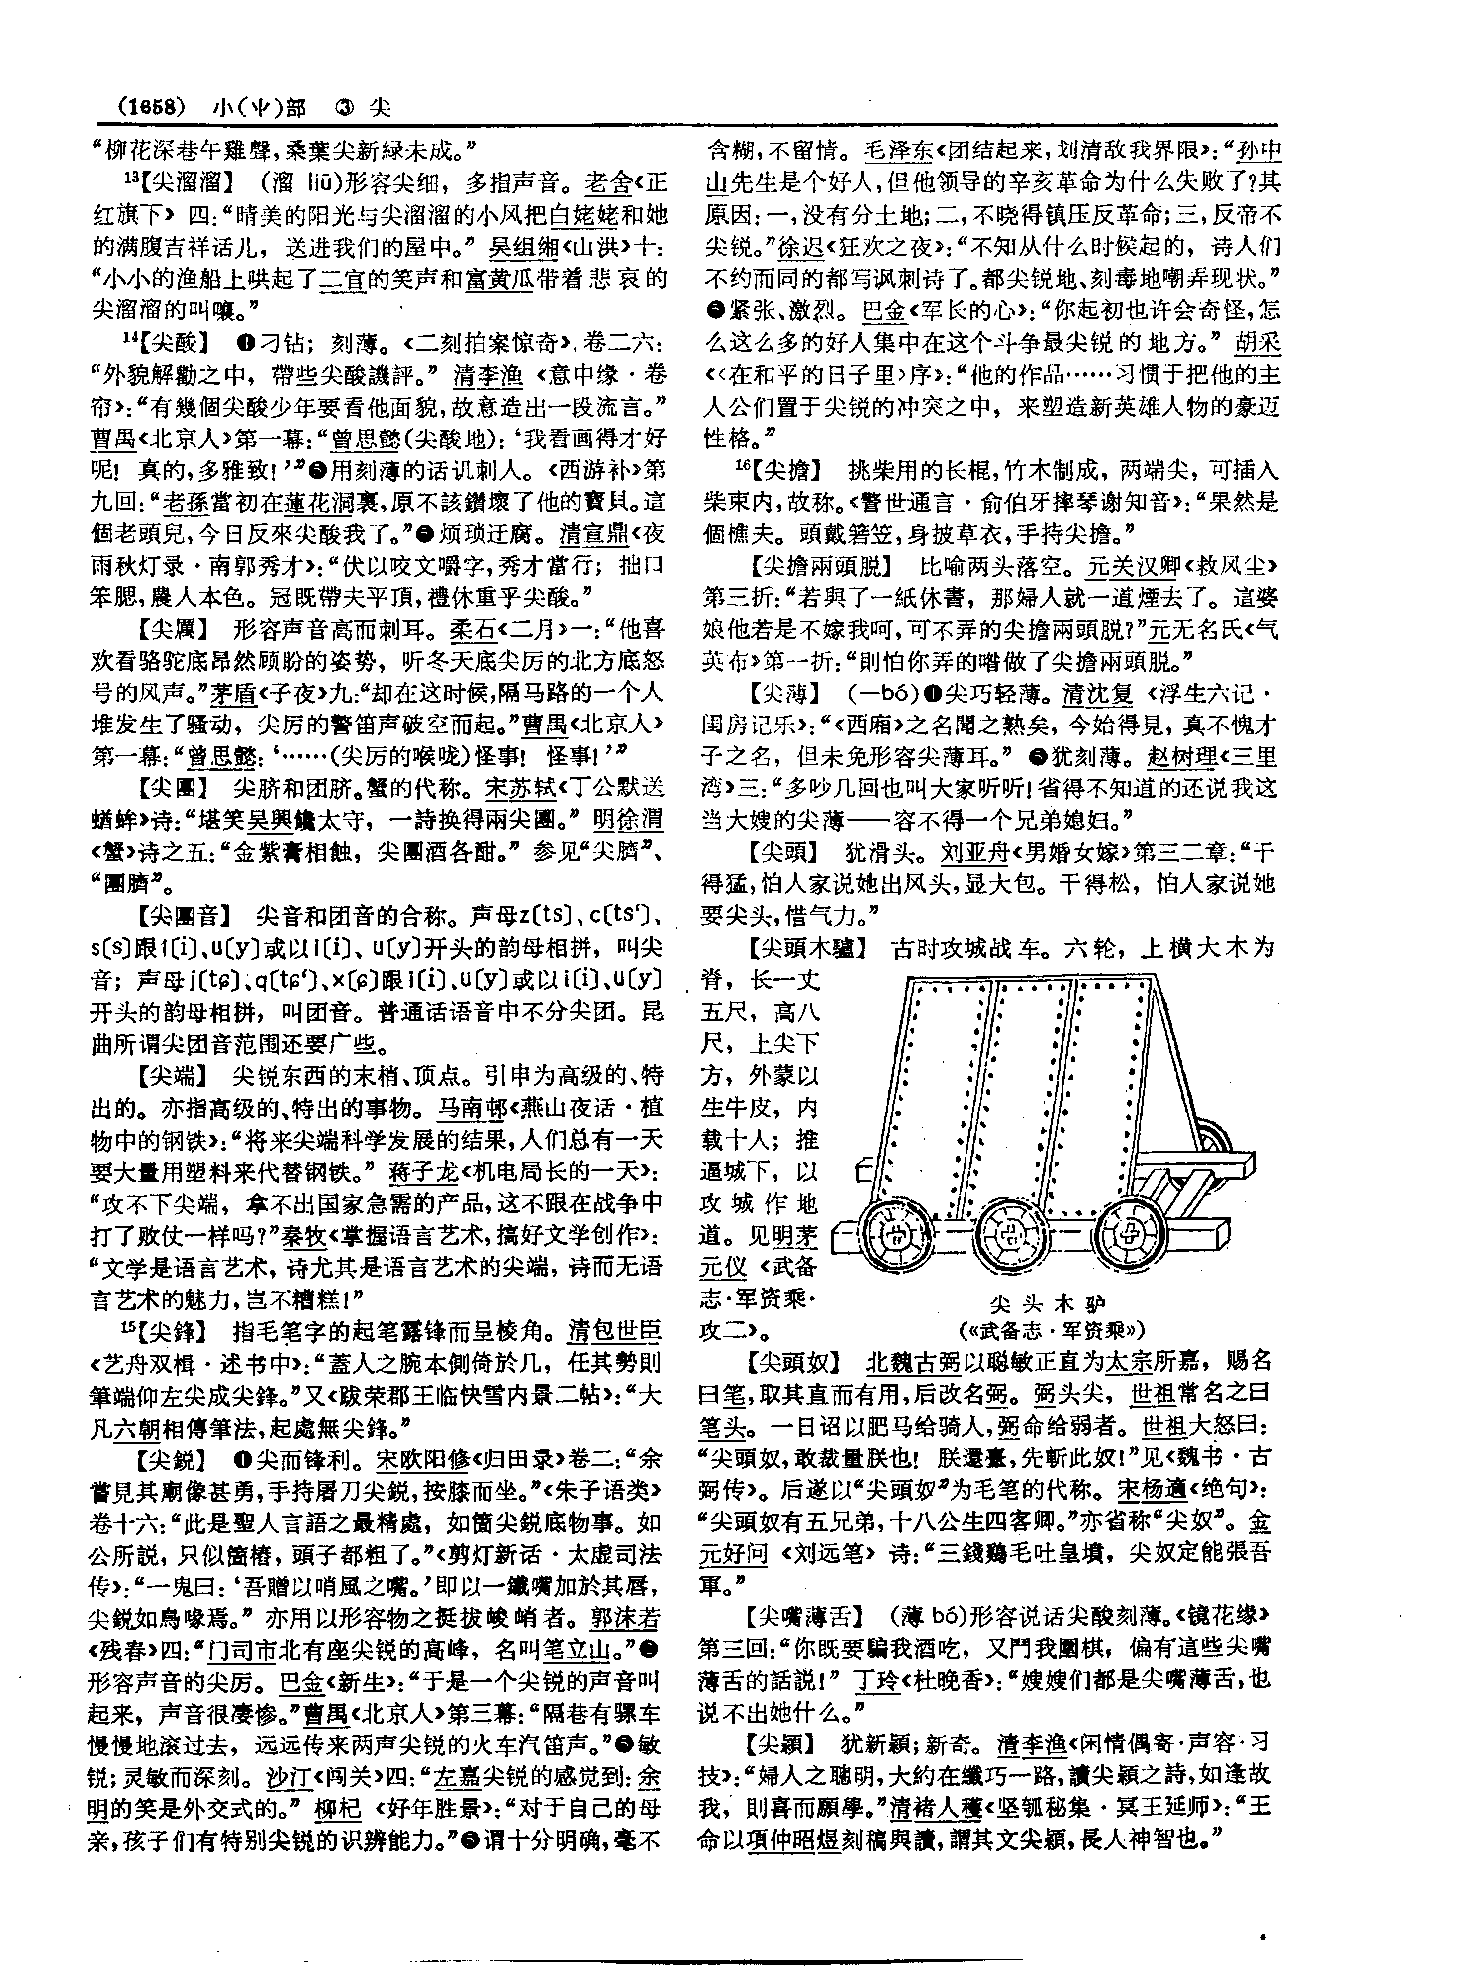 (1658) 小(⺌)部 ③ 尖
“柳花深巷午雞聲,桑葉尖新緑未成。”
13【尖溜溜】 (溜 liū)形容尖细，多指声音。老舍《正
红旗下》四:“晴美的阳光与尖溜溜的小风把白姥姥和她
的满腹吉祥话儿，送进我们的屋中。”吴组缃《山洪》十:
“小小的渔船上哄起了二宜的笑声和富黄瓜带着悲哀的
尖溜溜的叫嚷。”
14【尖酸】 ❶刁钻；刻薄。《二刻拍案惊奇》卷二六:
“外貌解勸之中，帶些尖酸譏評。”清李渔《意中缘·卷
帘》:“有幾個尖酸少年要看他面貌,故意造出一段流言。”
曹禺《北京人》第一幕:“曾思懿(尖酸地):‘我看画得才好
呢! 真的,多雅致!’”❷用刻薄的话讥刺人。《西游补》第
九回:“老孫當初在蓮花洞裏,原不該鑽壞了他的寶貝。這
個老頭兒,今日反來尖酸我了。”❸烦琐迂腐。清宣鼎《夜
雨秋灯录·南郭秀才》:“伏以咬文嚼字,秀才當行；拙口
笨腮,農人本色。冠既帶夫平頂,禮休重乎尖酸。”
【尖厲】 形容声音高而刺耳。柔石《二月》一:“他喜
欢看骆驼底昂然顾盼的姿势，听冬天底尖厉的北方底怒
号的风声。”茅盾《子夜》九:“却在这时候,隔马路的一个人
堆发生了骚动，尖厉的警笛声破空而起。”曹禺《北京人》
第一幕:“曾思懿:‘……(尖厉的喉咙)怪事! 怪事!’”
【尖團】 尖脐和团脐。蟹的代称。宋苏轼《丁公默送
蝤蛑》诗:“堪笑吴興饞太守，一詩换得兩尖團。”明徐渭
《蟹》诗之五:“金紫膏相蝕，尖團酒各酣。”参见“尖臍”、
“團臍”。
【尖團音】 尖音和团音的合称。声母z〔ts〕、c〔ts‘〕、
s〔s〕跟i〔i〕、u〔y〕或以i〔i〕、u〔y〕开头的韵母相拼，叫尖
音；声母j〔tɕ〕、q〔tɕ‘〕、x〔ɕ〕跟i〔i〕、u〔y〕或以i〔i〕、u〔y〕
开头的韵母相拼，叫团音。普通话语音中不分尖团。昆
曲所谓尖团音范围还要广些。
【尖端】 尖锐东西的末梢、顶点。引申为高级的、特
出的。亦指高级的、特出的事物。马南邨《燕山夜话·植
物中的钢铁》:“将来尖端科学发展的结果,人们总有一天
要大量用塑料来代替钢铁。”蒋子龙《机电局长的一天》:
“攻不下尖端，拿不出国家急需的产品,这不跟在战争中
打了败仗一样吗?”秦牧《掌握语言艺术,搞好文学创作》:
“文学是语言艺术，诗尤其是语言艺术的尖端，诗而无语
言艺术的魅力,岂不糟糕!”
15【尖鋒】 指毛笔字的起笔露锋而呈棱角。清包世臣
《艺舟双楫·述书中》:“蓋人之腕本側倚於几，任其勢則
筆端仰左尖成尖鋒。”又《跋荣郡王临快雪内景二帖》:“大
凡六朝相傳筆法,起處無尖鋒。”
【尖鋭】 ❶尖而锋利。宋欧阳修《归田录》卷二:“余
嘗見其廟像甚勇,手持屠刀尖鋭,按膝而坐。”《朱子语类》
卷十六:“此是聖人言語之最精處，如箇尖鋭底物事。如
公所説，只似箇樁，頭子都粗了。”《剪灯新话·太虚司法
传》:“一鬼曰:‘吾贈以哨風之嘴。’即以一鐵嘴加於其唇，
尖鋭如鳥喙焉。”亦用以形容物之挺拔峻峭者。郭沫若
《残春》四:“门司市北有座尖锐的高峰，名叫笔立山。”❷
形容声音的尖厉。巴金《新生》:“于是一个尖锐的声音叫
起来，声音很凄惨。”曹禺《北京人》第三幕:“隔巷有骡车
慢慢地滚过去，远远传来两声尖锐的火车汽笛声。”❸敏
锐；灵敏而深刻。沙汀《闯关》四:“左嘉尖锐的感觉到:余
明的笑是外交式的。”柳杞《好年胜景》:“对于自己的母
亲,孩子们有特别尖锐的识辨能力。”❹谓十分明确,毫不
含糊,不留情。毛泽东《团结起来,划清敌我界限》:“孙中
山先生是个好人,但他领导的辛亥革命为什么失败了?其
原因:一,没有分土地;二,不晓得镇压反革命;三,反帝不
尖锐。”徐迟《狂欢之夜》:“不知从什么时候起的，诗人们
不约而同的都写讽刺诗了。都尖锐地、刻毒地嘲弄现状。”
❺紧张、激烈。巴金《军长的心》:“你起初也许会奇怪,怎
么这么多的好人集中在这个斗争最尖锐的地方。”胡采
《〈在和平的日子里〉序》:“他的作品……习惯于把他的主
人公们置于尖锐的冲突之中，来塑造新英雄人物的豪迈
性格。”
16【尖擔】 挑柴用的长棍,竹木制成，两端尖，可插入
柴束内,故称。《警世通言·俞伯牙摔琴谢知音》:“果然是
個樵夫。頭戴箬笠,身披草衣,手持尖擔。”
【尖擔兩頭脱】 比喻两头落空。元关汉卿《救风尘》
第三折:“若與了一紙休書，那婦人就一道煙去了。這婆
娘他若是不嫁我呵,可不弄的尖擔兩頭脱?”元无名氏《气
英布》第一折:“則怕你弄的喒做了尖擔兩頭脱。”
【尖薄】 (—bó)❶尖巧轻薄。清沈复《浮生六记·
闺房记乐》:“《西廂》之名聞之熟矣，今始得見，真不愧才
子之名，但未免形容尖薄耳。”❷犹刻薄。赵树理《三里
湾》三:“多吵几回也叫大家听听!省得不知道的还说我这
当大嫂的尖薄——容不得一个兄弟媳妇。”
【尖頭】 犹滑头。刘亚舟《男婚女嫁》第三二章:“干
得猛,怕人家说她出风头,显大包。干得松，怕人家说她
耍尖头,惜气力。”
【尖頭木驢】 古时攻城战车。六轮，上横大木为
脊，长一丈
五尺，高八
尺，上尖下
方，外蒙以
生牛皮，内
载十人；推
逼城下，以
攻城作地
道。见明茅
元仪《武备
志·军资乘·
攻二》。
尖头木驴
(《武备志·军资乘》)
【尖頭奴】 北魏古弼以聪敏正直为太宗所嘉，赐名
曰笔,取其直而有用,后改名弼。弼头尖，世祖常名之曰
笔头。一日诏以肥马给骑人,弼命给弱者。世祖大怒曰:
“尖頭奴,敢裁量朕也! 朕還臺,先斬此奴!”见《魏书·古
弼传》。后遂以“尖頭奴”为毛笔的代称。宋杨適《绝句》:
“尖頭奴有五兄弟,十八公生四客卿。”亦省称“尖奴”。金
元好问《刘远笔》诗:“三錢鷄毛吐皇墳，尖奴定能張吾
軍。”
【尖嘴薄舌】 (薄 bó)形容说话尖酸刻薄。《镜花缘》
第三回:“你既要騙我酒吃，又鬥我圍棋，偏有這些尖嘴
薄舌的話説!”丁玲《杜晚香》:“嫂嫂们都是尖嘴薄舌,也
说不出她什么。”
【尖穎】 犹新颖;新奇。清李渔《闲情偶寄·声容·习
技》:“婦人之聰明,大約在纖巧一路,讀尖穎之詩,如逢故
我，則喜而願學。”清褚人穫《坚瓠秘集·冥王延师》:“王
命以項仲昭煜刻稿與讀,謂其文尖穎,長人神智也。”